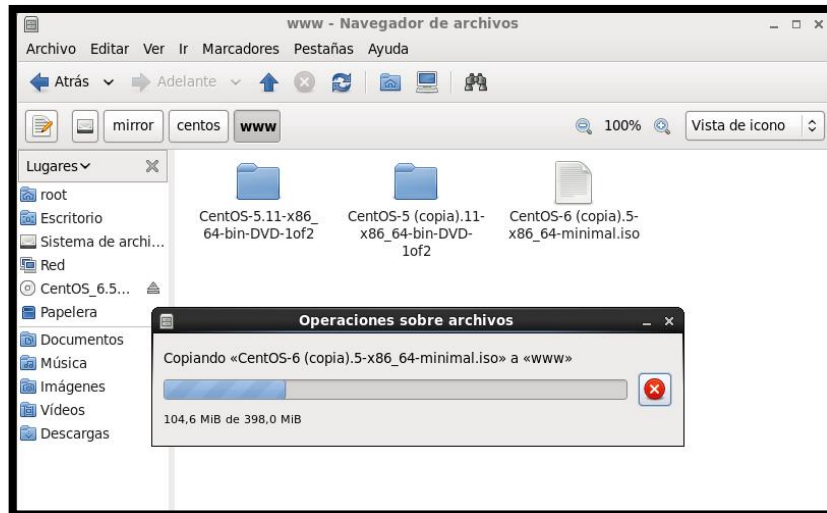 www - Navegador de archivos
Archivo Editar Ver Ir Marcadores Pestañas Ayuda
Atrás Adelante
mirror centos www 100% Vista de icono
Lugares
root
Escritorio
Sistema de archi...
Red
CentOS_6.5...
Papelera
Documentos
Música
Imágenes
Vídeos
Descargas
CentOS-5.11-x86_
64-bin-DVD-1of2
CentOS-5 (copia).11-
x86_64-bin-DVD-
1of2
CentOS-6 (copia).5-
x86_64-minimal.iso
Operaciones sobre archivos
Copiando «CentOS-6 (copia).5-x86_64-minimal.iso» a «www»
104,6 MiB de 398,0 MiB